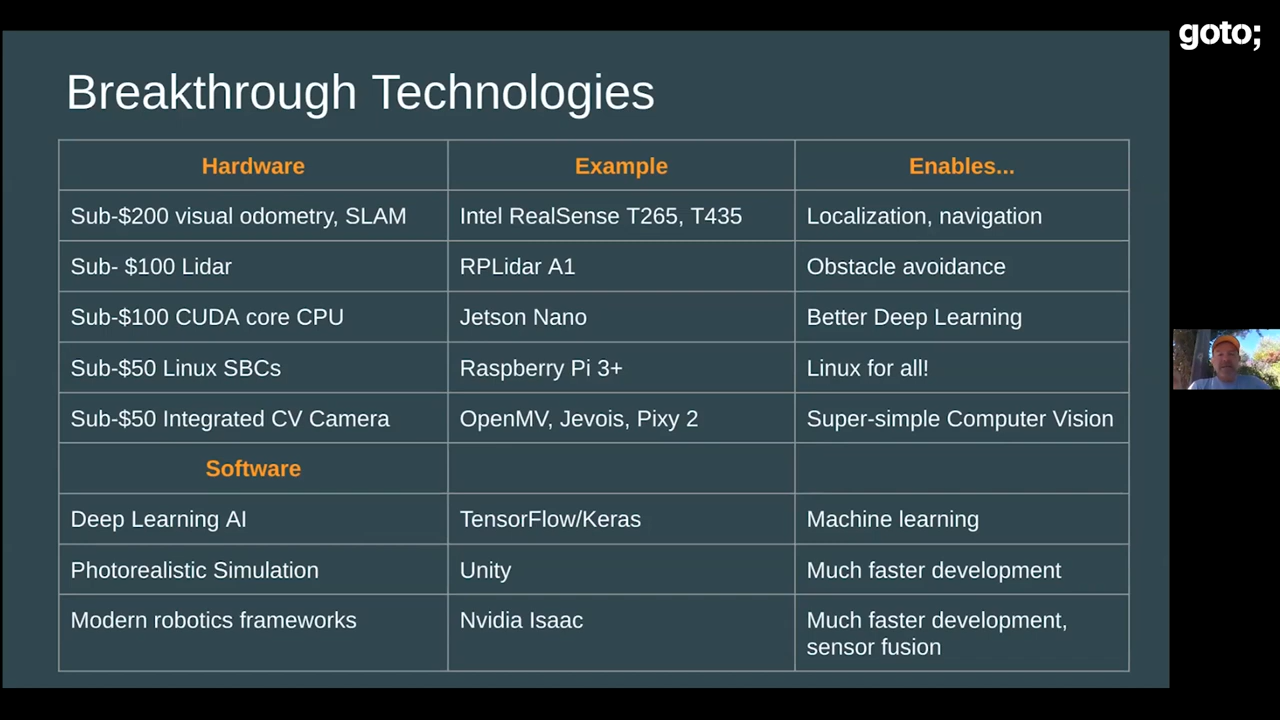 goto;
Breakthrough Technologies
Hardware Example Enables...
Sub-$200 visual odometry, SLAM Intel RealSense T265, T435 Localization, navigation
Sub- $100 Lidar RPLidar A1 Obstacle avoidance
Sub-$100 CUDA core CPU Jetson Nano Better Deep Learning
Sub-$50 Linux SBCs Raspberry Pi 3+ Linux for all!
Sub-$50 Integrated CV Camera OpenMV, Jevois, Pixy 2 Super-simple Computer Vision
Software
Deep Learning AI TensorFlow/Keras Machine learning
Photorealistic Simulation Unity Much faster development
Modern robotics frameworks Nvidia Isaac Much faster development,
sensor fusion